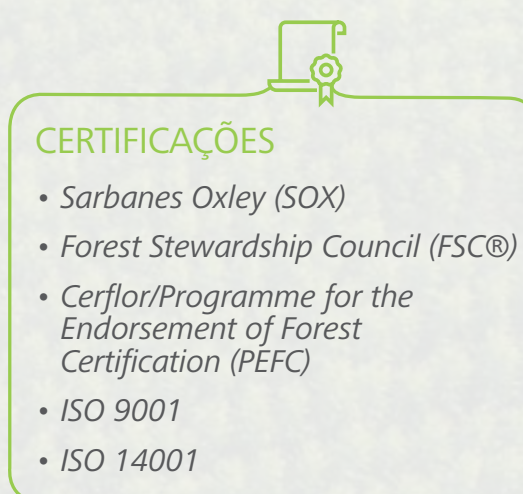 CERTIFICAÇÕES
• Sarbanes Oxley (SOX)
• Forest Stewardship Council (FSC®)
• Cerflor/Programme for the
Endorsement of Forest
Certification (PEFC)
• ISO 9001
• ISO 14001